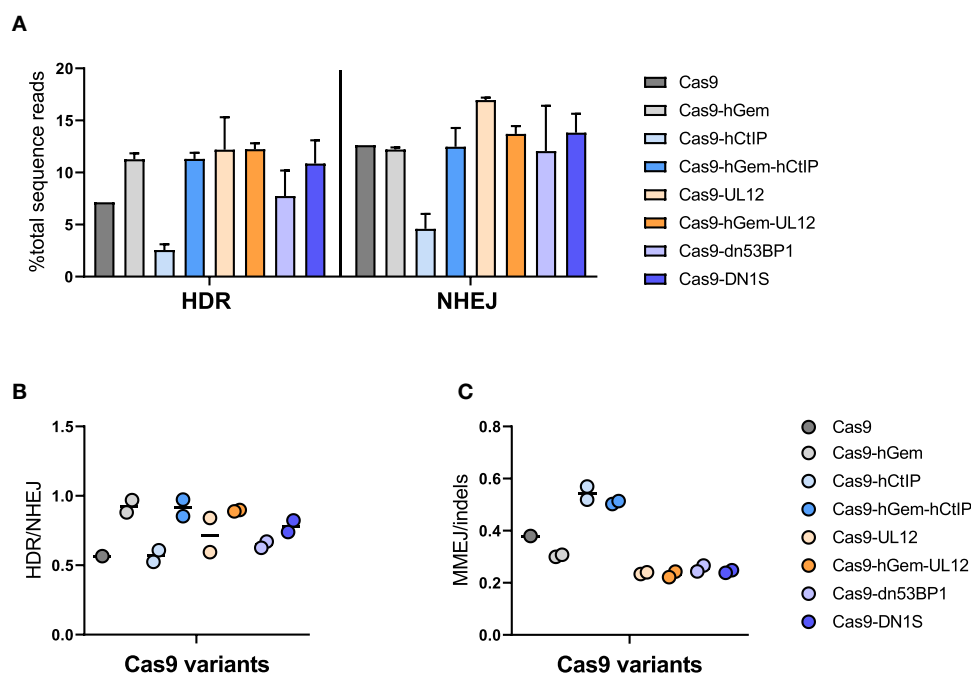 A
%total sequence reads
20
15
10
5
0
HDR
NHEJ
Cas9
Cas9-hGem
Cas9-hCtIP
Cas9-hGem-hCtIP
Cas9-UL12
Cas9-hGem-UL12
Cas9-dn53BP1
Cas9-DN1S
B
HDR/NHEJ
1.5
1.0
0.5
0.0
Cas9 variants
C
MMEJ/indels
0.8
0.6
0.4
0.2
0.0
Cas9 variants
Cas9
Cas9-hGem
Cas9-hCtIP
Cas9-hGem-hCtIP
Cas9-UL12
Cas9-hGem-UL12
Cas9-dn53BP1
Cas9-DN1S